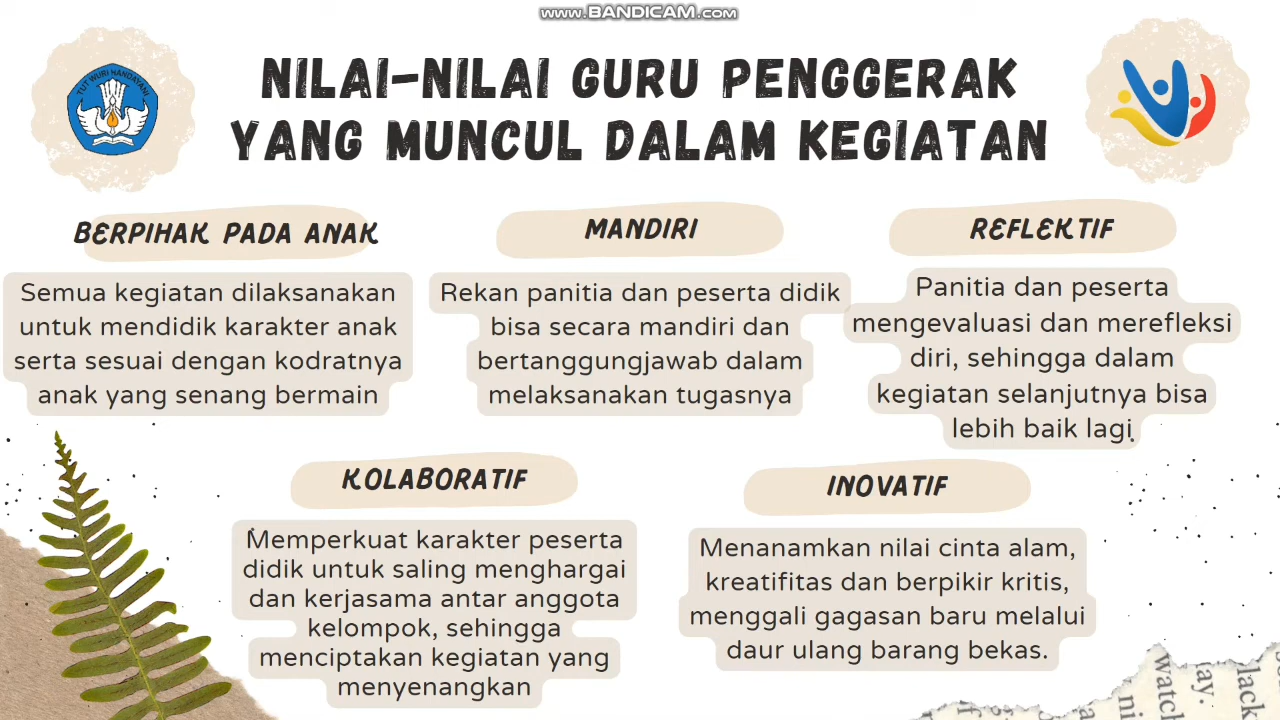 www.BANDICAM.com
TUT WURI HANDAYANI
NILAI-NILAI GURU PENGGERAK
YANG MUNCUL DALAM KEGIATAN
BERPIHAK PADA ANAK
Semua kegiatan dilaksanakan
untuk mendidik karakter anak
serta sesuai dengan kodratnya
anak yang senang bermain
MANDIRI
Rekan panitia dan peserta didik
bisa secara mandiri dan
bertanggungjawab dalam
melaksanakan tugasnya
REFLEKTIF
Panitia dan peserta
mengevaluasi dan merefleksi
diri, sehingga dalam
kegiatan selanjutnya bisa
lebih baik lagi.
KOLABORATIF
Memperkuat karakter peserta
didik untuk saling menghargai
dan kerjasama antar anggota
kelompok, sehingga
menciptakan kegiatan yang
menyenangkan
INOVATIF
Menanamkan nilai cinta alam,
kreatifitas dan berpikir kritis,
menggali gagasan baru melalui
daur ulang barang bekas.